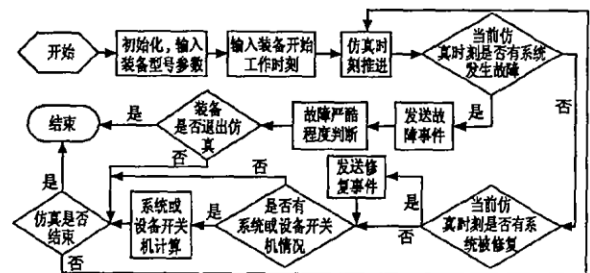 开始
初始化,输入
装备型号参数
输入装备开始
工作时刻
仿真时
刻推进
当前仿
真时刻是否有系统
发生故障
是
否
发送故
障事件
故障严酷
程度判断
装备
是否退出仿
真
是
否
结束
发送修
复事件
当前仿
真时刻是否有系
统被修复
是
否
是否有
系统或设备开关
机情况
是
否
系统或
设备开关
机计算
仿真是否
结束
是
否